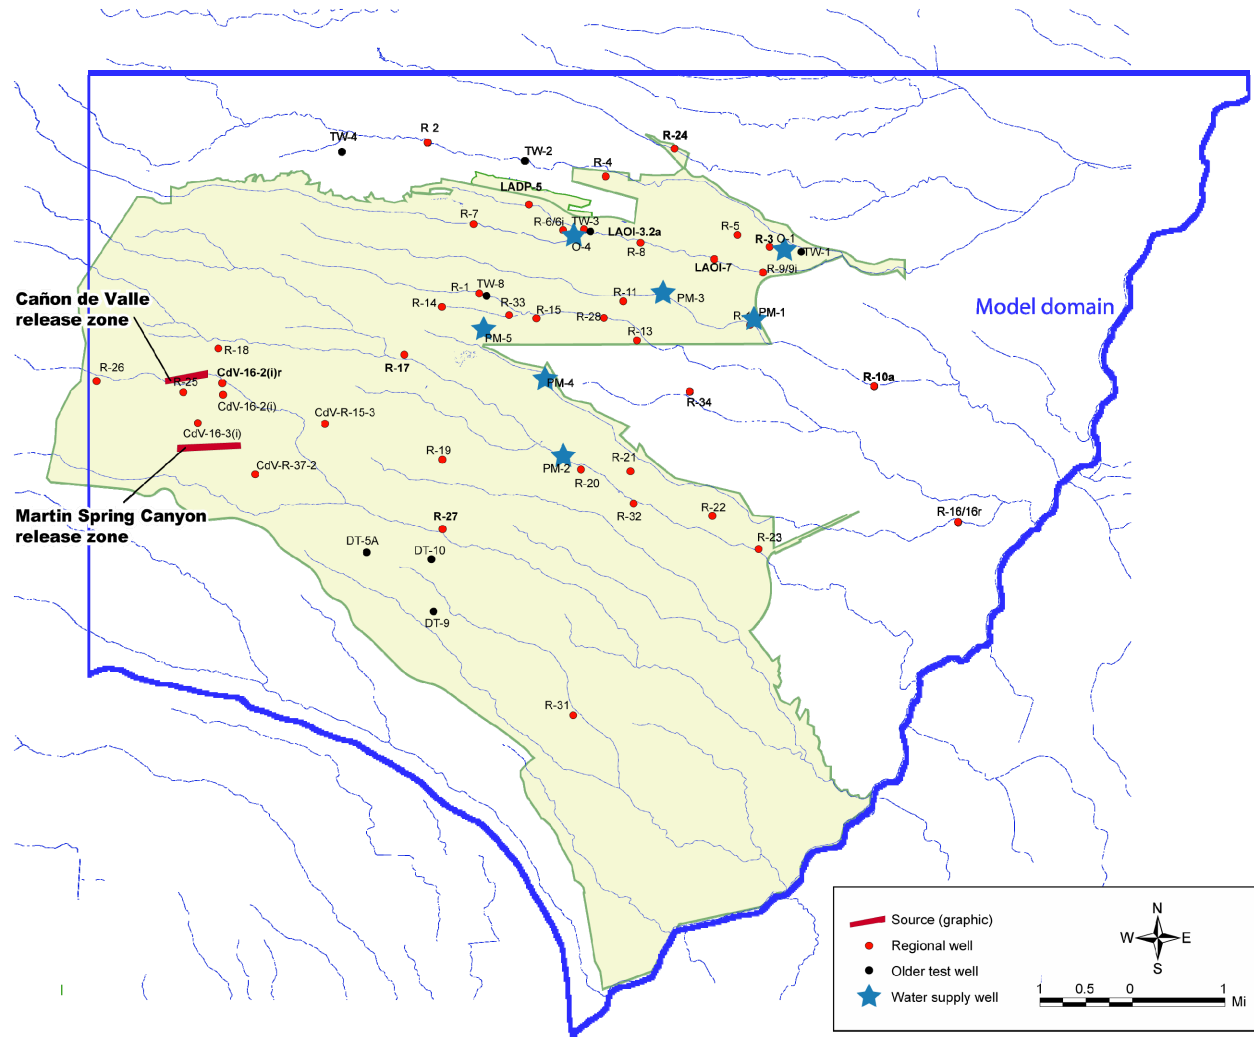 R 2
TW-4
R-24
TW-2
R-4
LADP-5
R-7
R-6/6i
TW-3
O-4
LAOI-3.2a
R-8
R-5
R-3
O-1
TW-1
LAOI-7
R-9/9i
R-1
TW-8
R-14
R-33
R-15
R-11
R-28
PM-3
R-13
R-
PM-1
PM-5
Model domain
Cañon de Valle
release zone
R-18
R-26
R-25
CdV-16-2(i)r
CdV-16-2(i)
R-17
PM-4
R-34
R-10a
CdV-R-15-3
CdV-16-3(i)
CdV-R-37-2
R-19
PM-2
R-20
R-21
R-32
R-22
R-23
R-16/16r
Martin Spring Canyon
release zone
R-27
DT-5A
DT-10
DT-9
R-31
Source (graphic)
Regional well
Older test well
Water supply well
N
W
E
S
1 0.5 0 1
Mi